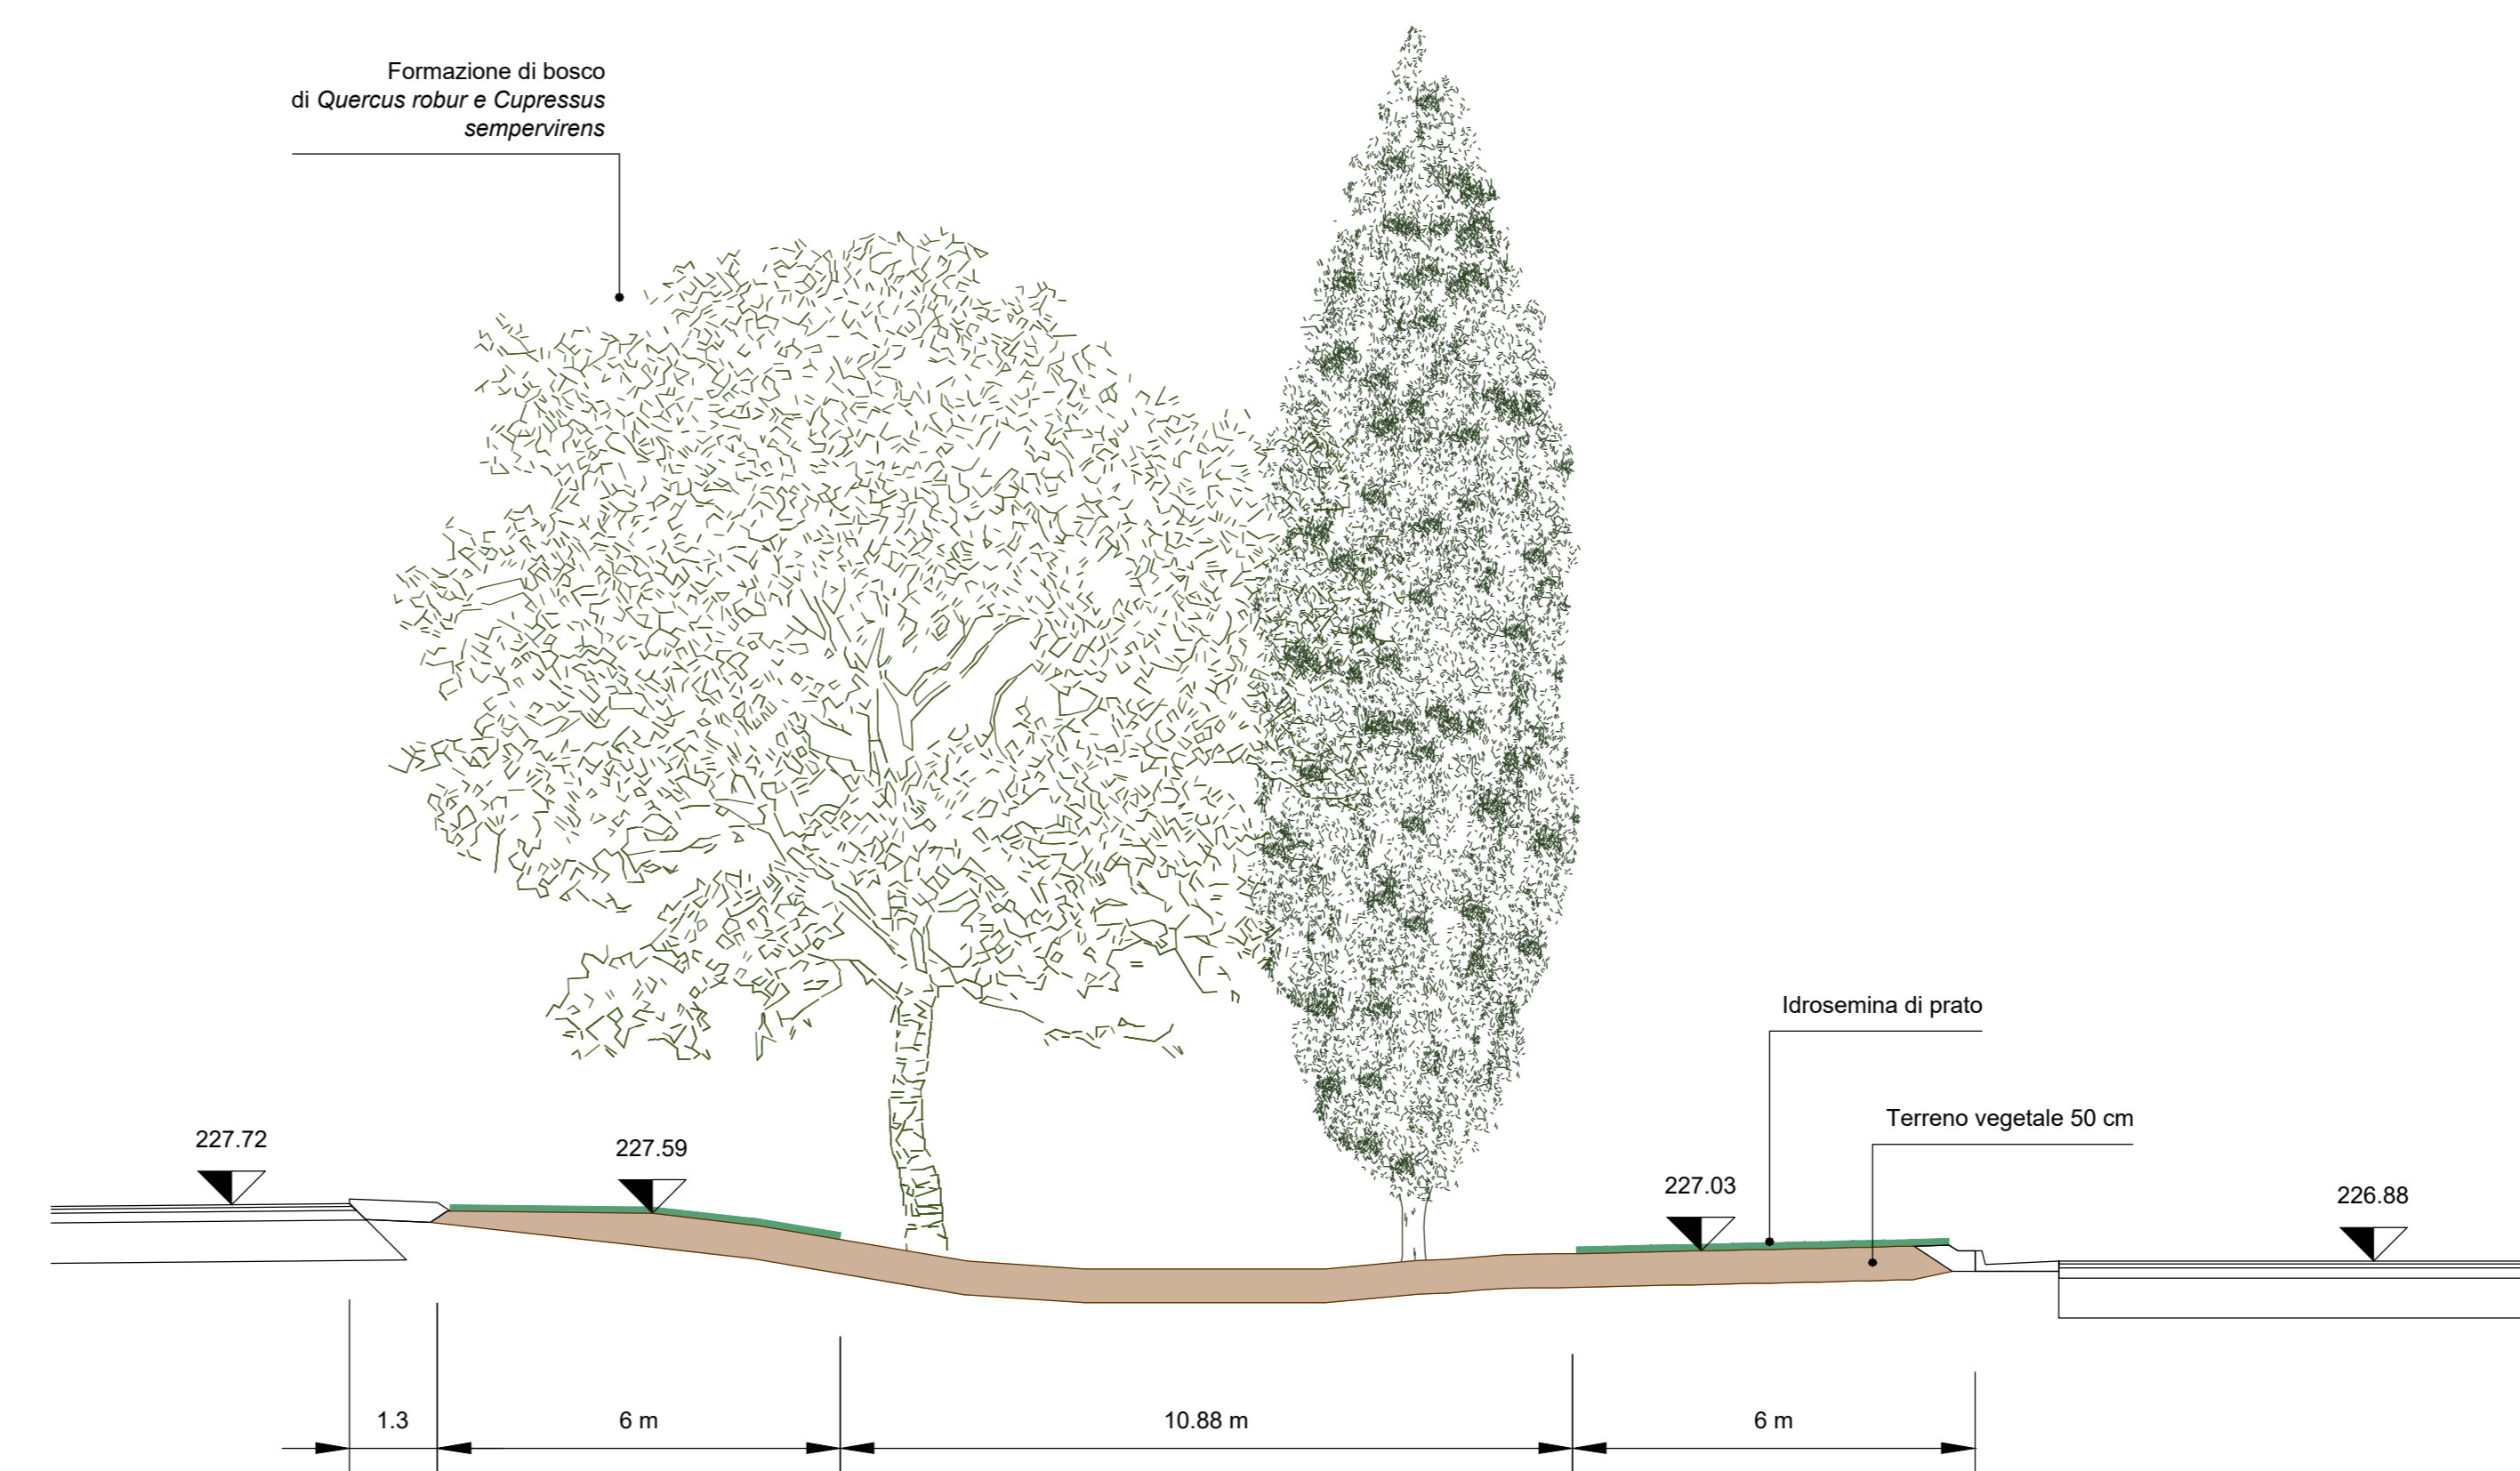 Formazione di bosco
di Quercus robur e Cupressus
sempervirens
Idrosemina di prato
Terreno vegetale 50 cm
227.72
227.59
227.03
226.88
1.3
6 m
10.88 m
6 m